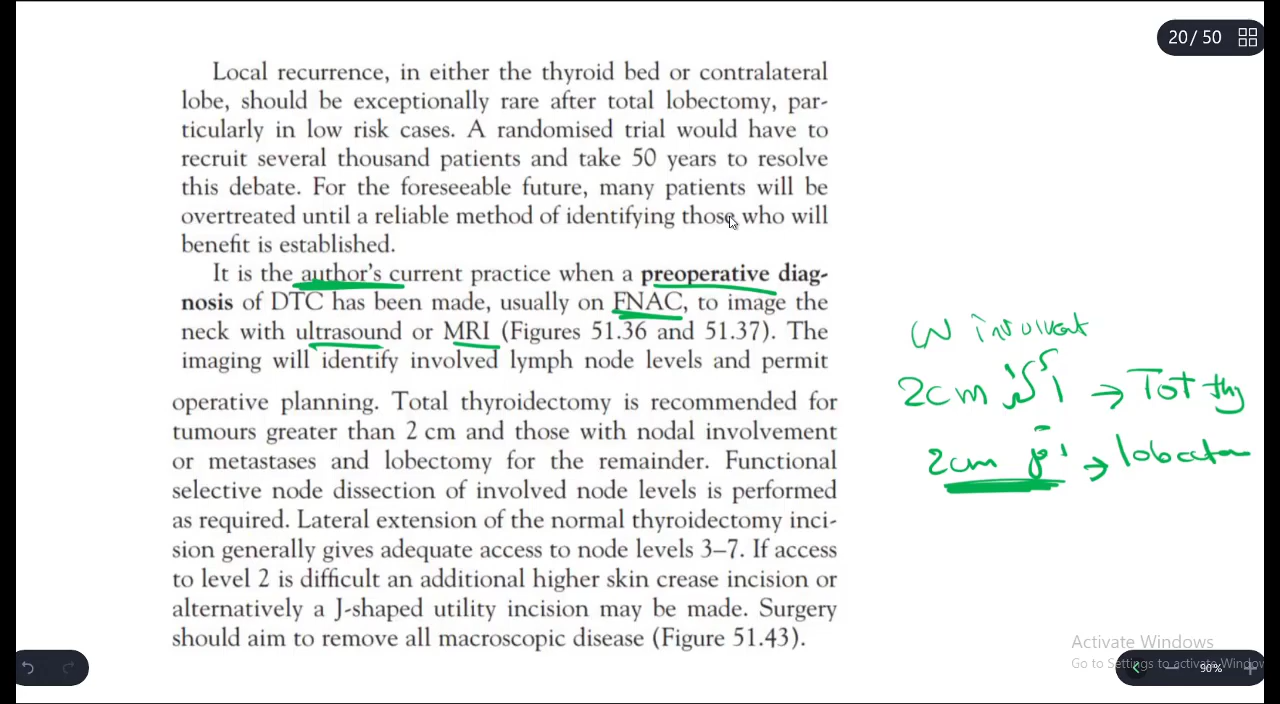 20/ 50
Local recurrence, in either the thyroid bed or contralateral
lobe, should be exceptionally rare after total lobectomy, par-
ticularly in low risk cases. A randomised trial would have to
recruit several thousand patients and take 50 years to resolve
this debate. For the foreseeable future, many patients will be
overtreated until a reliable method of identifying those who will
benefit is established.
It is the author's current practice when a preoperative diag-
nosis of DTC has been made, usually on FNAC, to image the
neck with ultrasound or MRI (Figures 51.36 and 51.37). The
imaging will identify involved lymph node levels and permit
operative planning. Total thyroidectomy is recommended for
tumours greater than 2 cm and those with nodal involvement
or metastases and lobectomy for the remainder. Functional
selective node dissection of involved node levels is performed
as required. Lateral extension of the normal thyroidectomy inci-
sion generally gives adequate access to node levels 3–7. If access
to level 2 is difficult an additional higher skin crease incision or
alternatively a J-shaped utility incision may be made. Surgery
should aim to remove all macroscopic disease (Figure 51.43).
2cm → Tot thy
2cm →
Activate Windows
Go to Settings to activate Window
90%